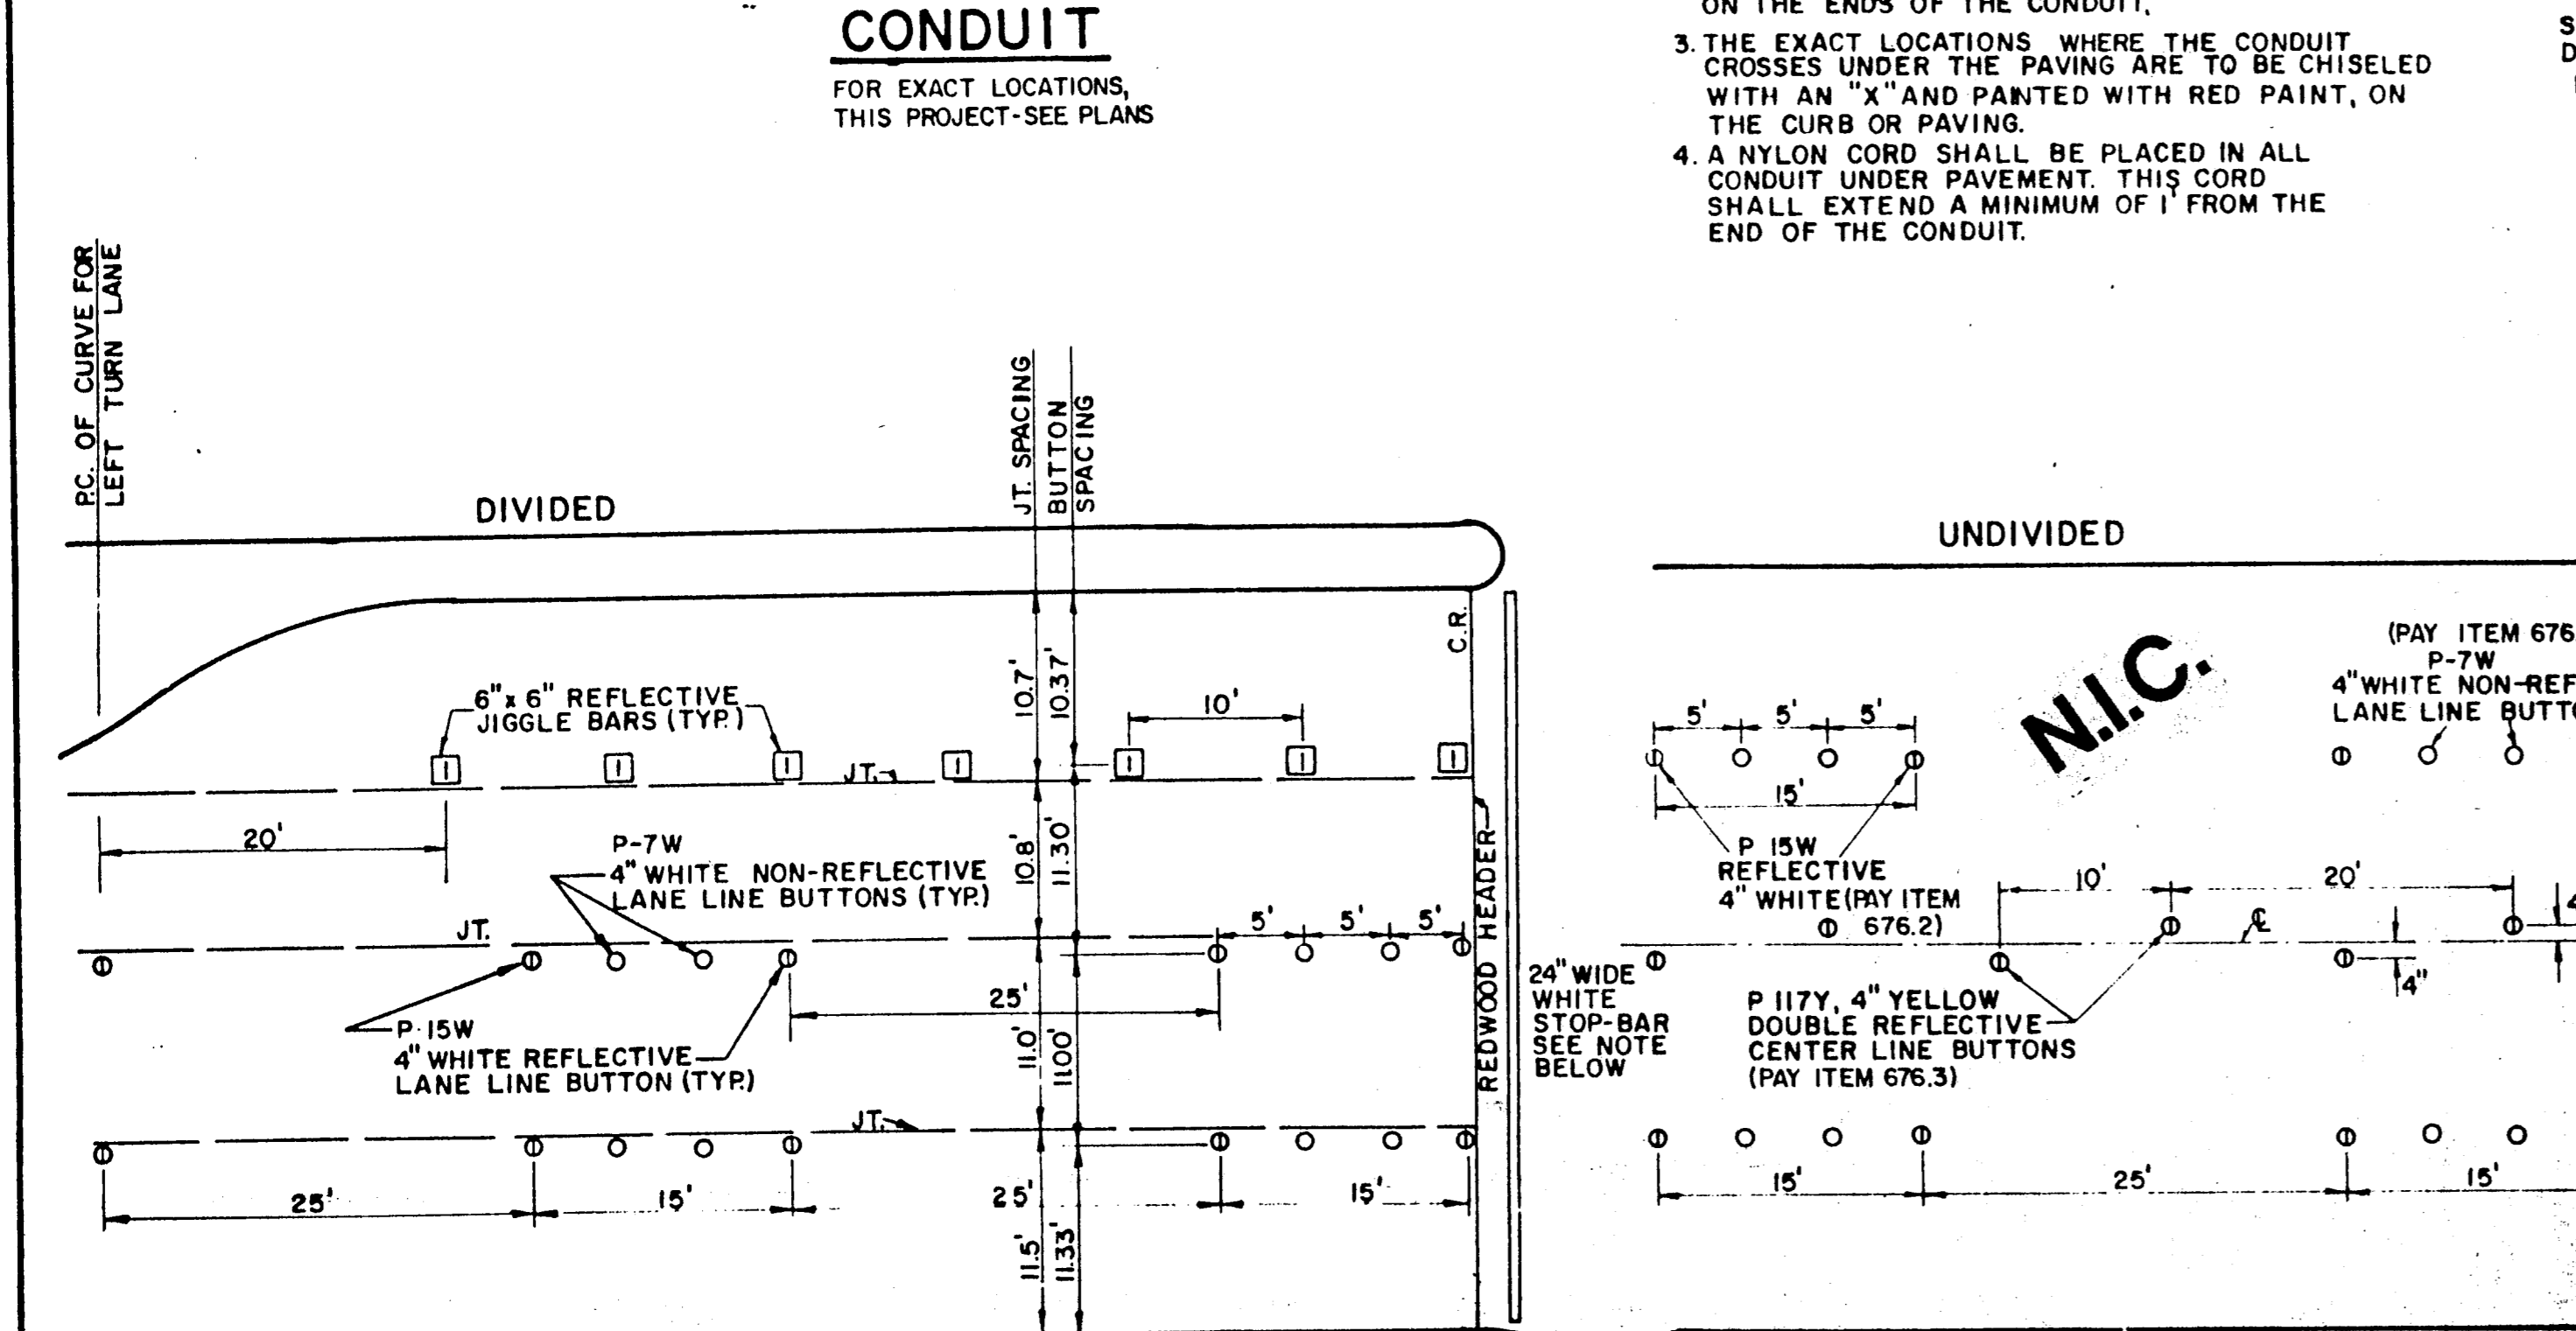 CONDUIT
FOR EXACT LOCATIONS,
THIS PROJECT-SEE PLANS
ON THE ENDS OF THE CONDUIT.
3. THE EXACT LOCATIONS WHERE THE CONDUIT
CROSSES UNDER THE PAVING ARE TO BE CHISELED
WITH AN "X" AND PAINTED WITH RED PAINT, ON
THE CURB OR PAVING.
4. A NYLON CORD SHALL BE PLACED IN ALL
CONDUIT UNDER PAVEMENT. THIS CORD
SHALL EXTEND A MINIMUM OF 1' FROM THE
END OF THE CONDUIT.
S
D
P.C. OF CURVE FOR
LEFT TURN LANE
DIVIDED
JT. SPACING
BUTTON
SPACING
10.7'
10.37'
C.R.
6"x 6" REFLECTIVE
JIGGLE BARS (TYP.)
10'
JT.
20'
P-7W
4" WHITE NON-REFLECTIVE
LANE LINE BUTTONS (TYP.)
10.8'
11.30'
5' 5' 5'
JT.
25'
P-15W
4" WHITE REFLECTIVE
LANE LINE BUTTON (TYP.)
11.0'
11.00'
REDWOOD HEADER
24" WIDE
WHITE
STOP-BAR
SEE NOTE
BELOW
JT.
25'
15'
25'
15'
11.5'
11.33'
UNDIVIDED
N.I.C.
(PAY ITEM 676
P-7W
4" WHITE NON-REF
LANE LINE BUTTO
5' 5' 5'
15'
P 15W
REFLECTIVE
4" WHITE (PAY ITEM
676.2)
10'
20'
℄
4
4"
P 117Y, 4" YELLOW
DOUBLE REFLECTIVE
CENTER LINE BUTTONS
(PAY ITEM 676.3)
15'
25'
15'